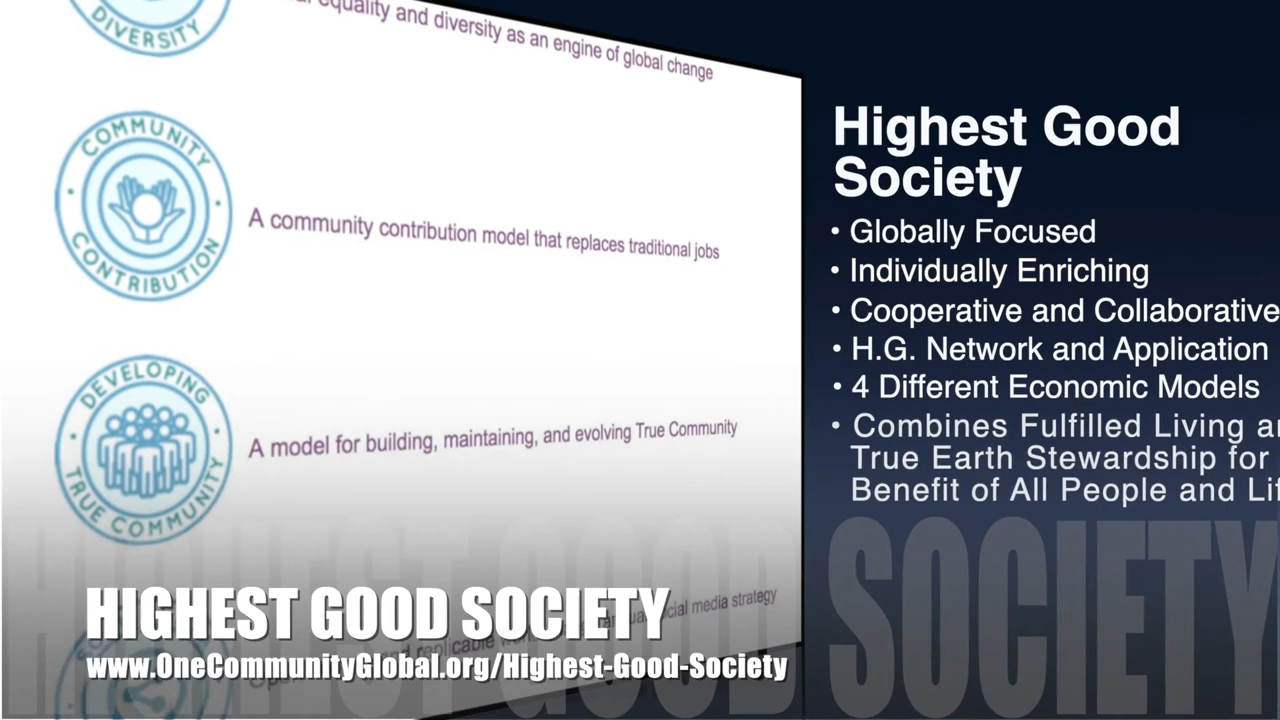 DIVERSITY
equality and diversity as an engine of global change
COMMUNITY
CONTRIBUTION
A community contribution model that replaces traditional jobs
DEVELOPING
TRUE COMMUNITY
A model for building, maintaining, and evolving True Community
social media strategy
replicable
Highest Good
Society
• Globally Focused
• Individually Enriching
• Cooperative and Collaborative
• H.G. Network and Application
• 4 Different Economic Models
• Combines Fulfilled Living
True Earth Stewardship for
Benefit of All People and
HIGHEST GOOD SOCIETY
HIGHEST GOOD SOCIETY
www.OneCommunityGlobal.org/Highest-Good-Society